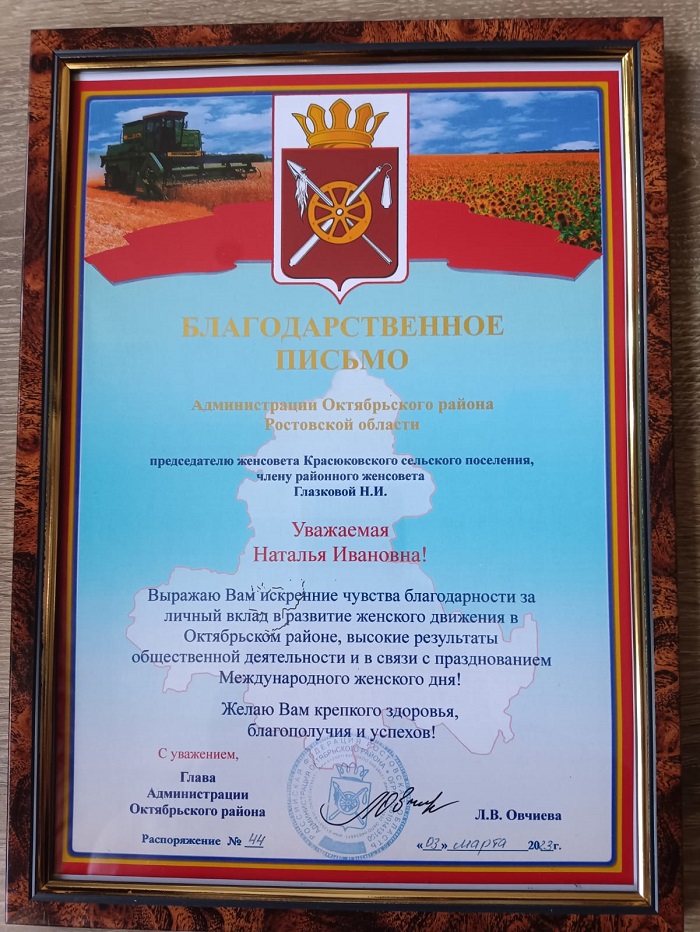 БЛАГОДАРСТВЕННОЕ
ПИСЬМО
Администрации Октябрьского района
Ростовской области
председателю женсовета Красюковского сельского поселения,
члену районного женсовета
Глазковой Н.И.
Уважаемая
Наталья Ивановна!
Выражаю Вам искренние чувства благодарности за
личный вклад в развитие женского движения в
Октябрьском районе, высокие результаты
общественной деятельности и в связи с празднованием
Международного женского дня!
Желаю Вам крепкого здоровья,
благополучия и успехов!
С уважением,
Глава
Администрации
Октябрьского района
Л.В. Овчиева
Распоряжение № 44
«03» марта 2023г.